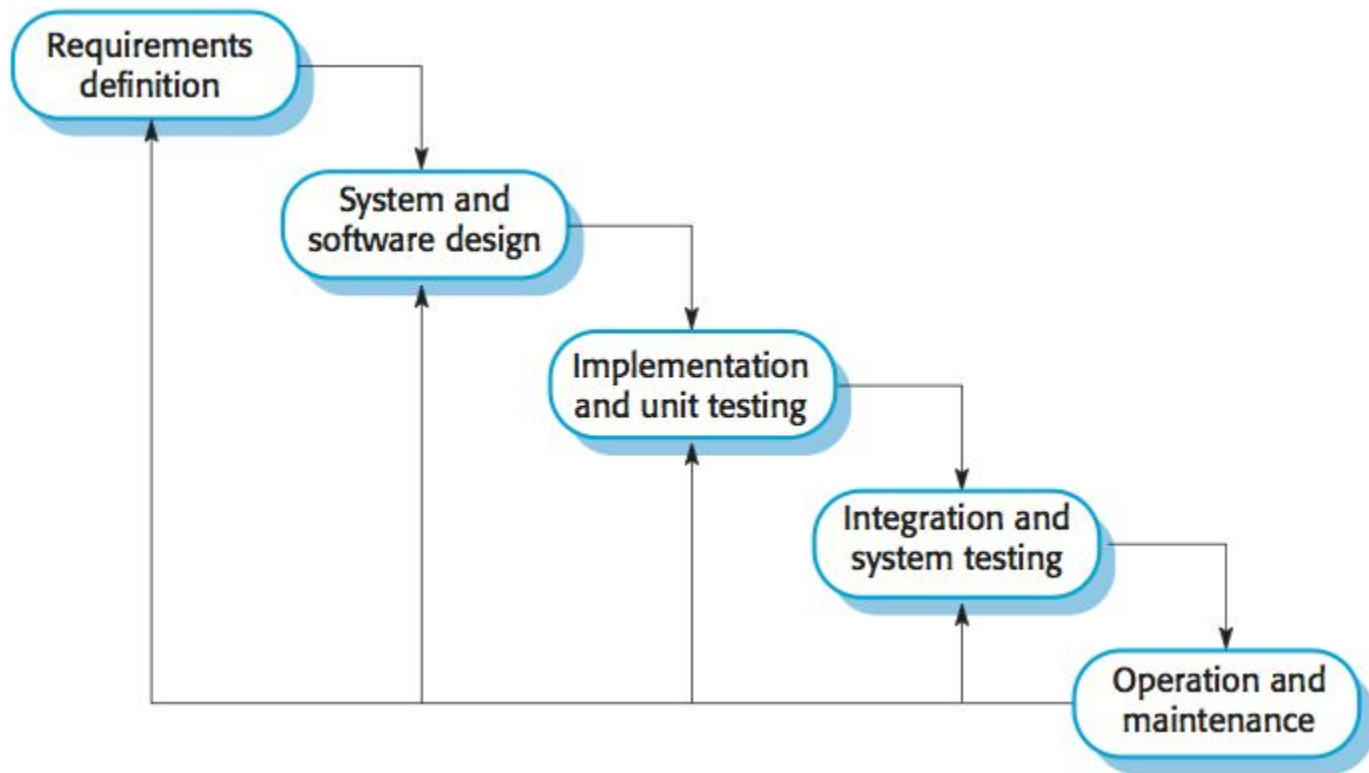 Requirements
definition
System and
software design
Implementation
and unit testing
Integration and
system testing
Operation and
maintenance